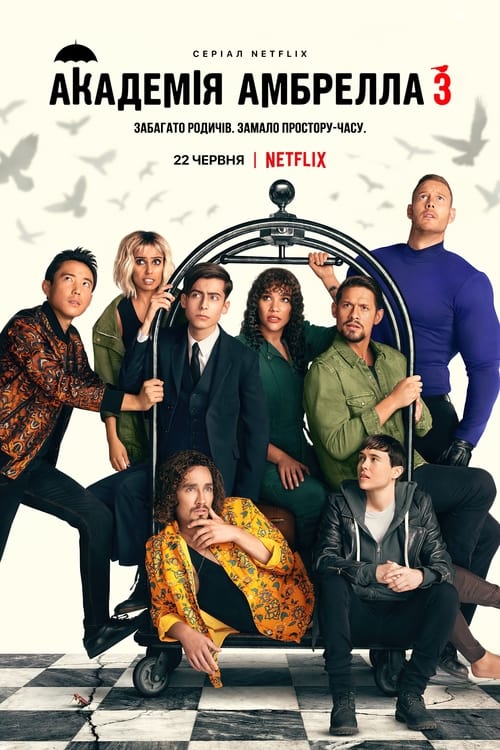 СЕРІАЛ NETFLIX
АКАДЕМІЯ АМБРЕЛЛА 3
ЗАБАГАТО РОДИЧІВ. ЗАМАЛО ПРОСТОРУ-ЧАСУ.
22 ЧЕРВНЯ | NETFLIX